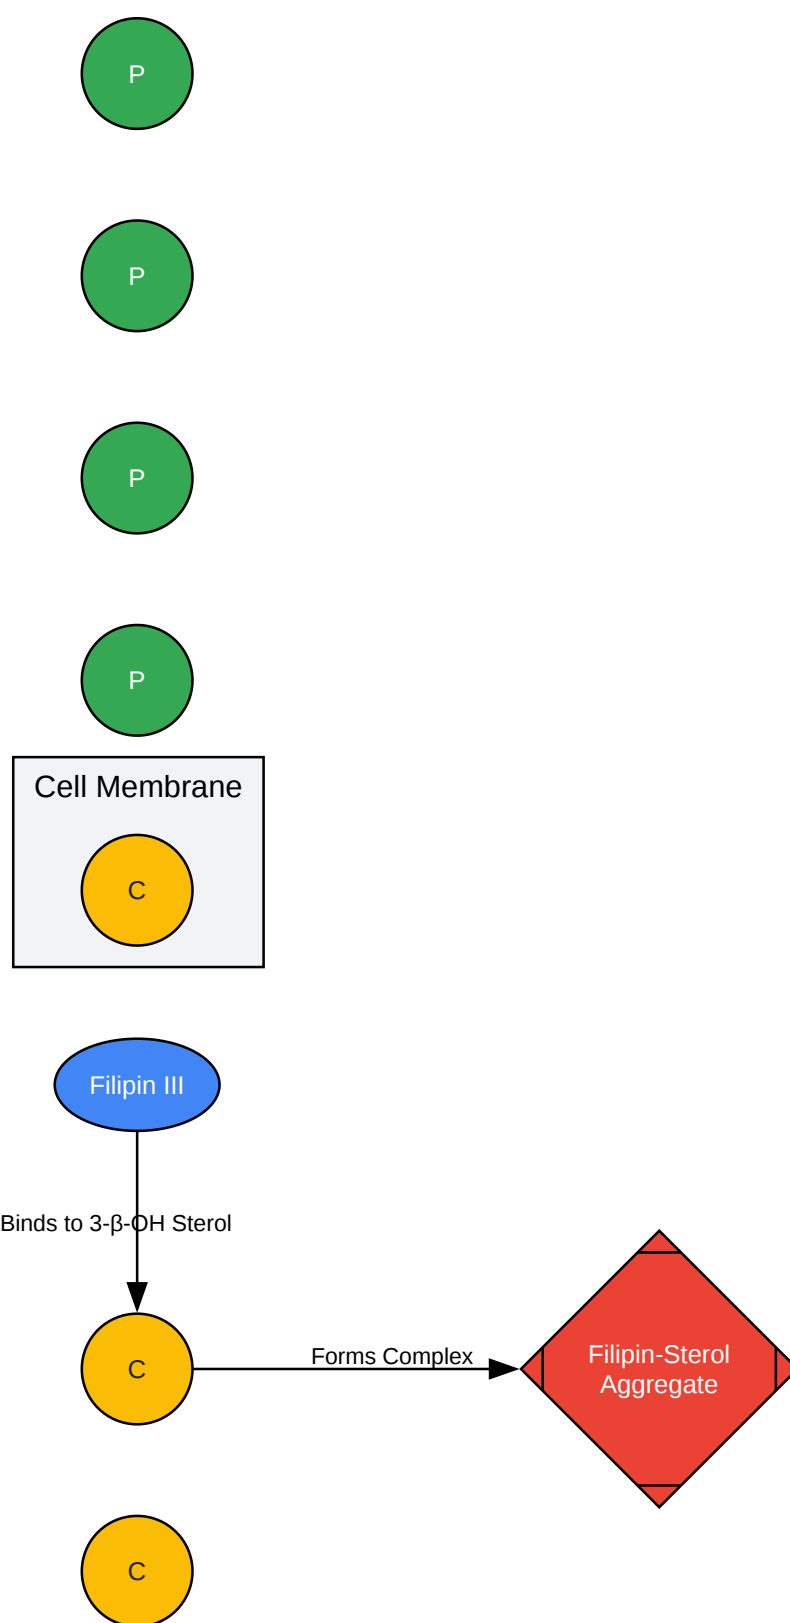 P
P
P
P
Cell Membrane
C
Filipin III
Binds to 3-β-OH Sterol
C
Forms Complex
Filipin-Sterol
Aggregate
C